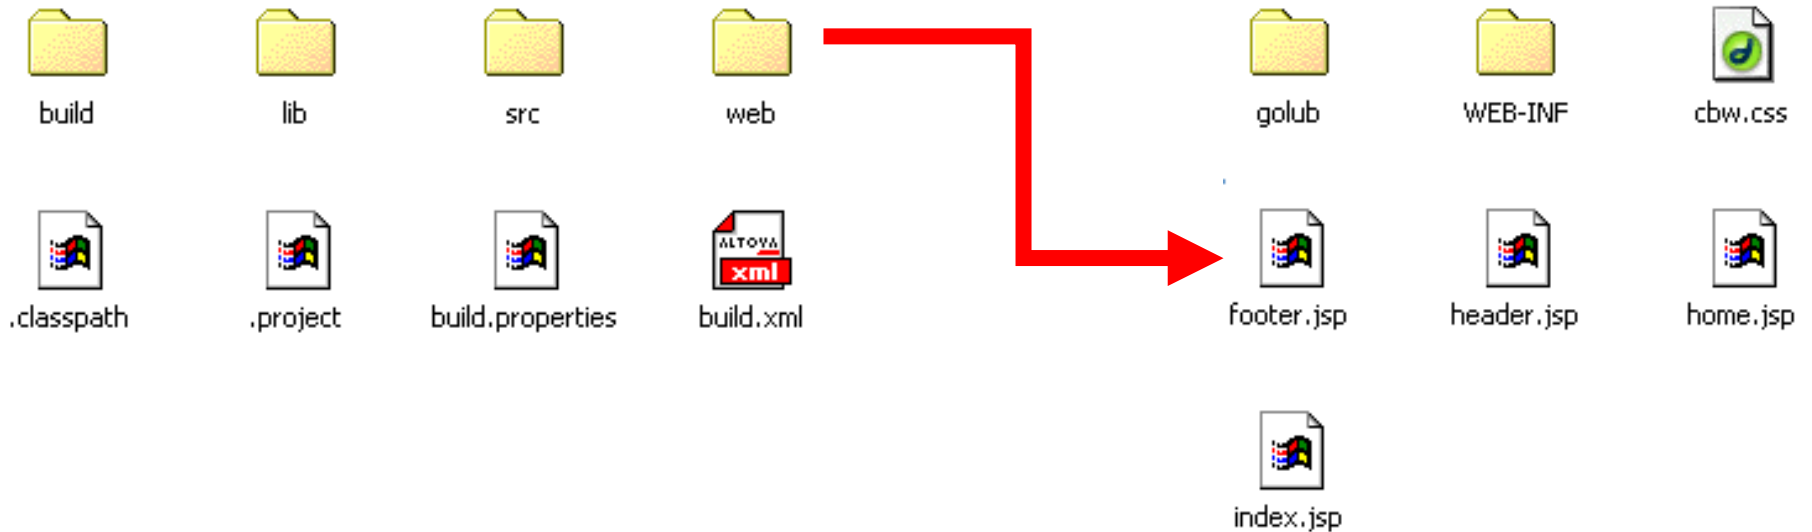 build lib src web
golub WEB-INF cbw.css
.classpath .project build.properties ALTOVA xml build.xml
footer.jsp header.jsp home.jsp
index.jsp